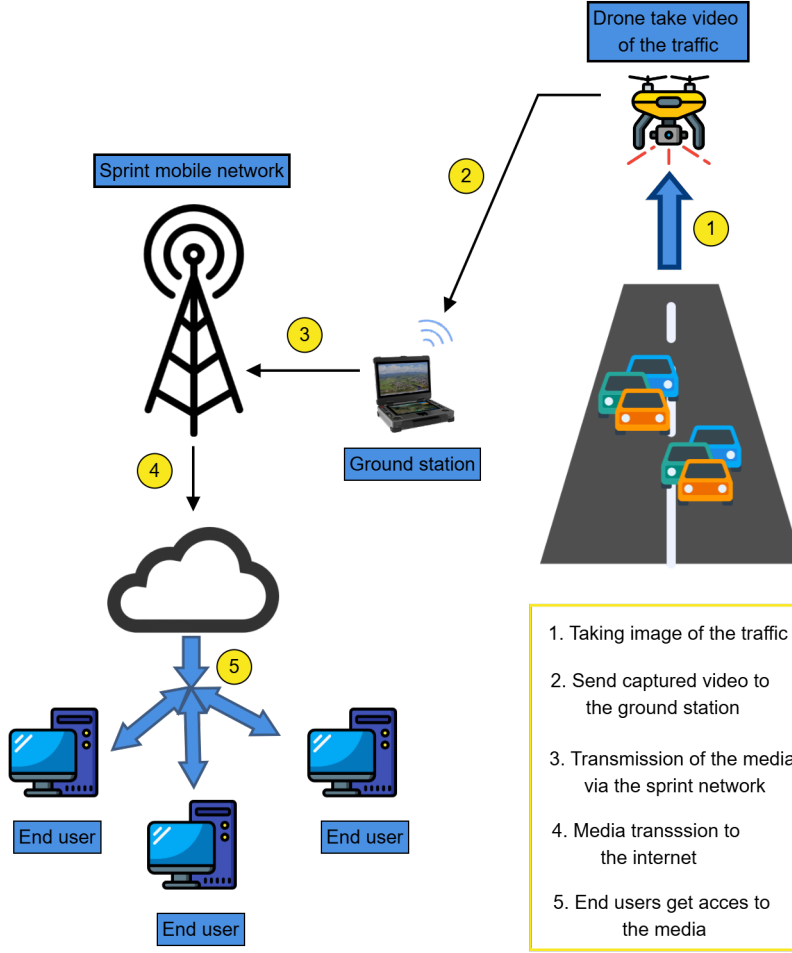 Drone take video
of the traffic
Sprint mobile network
2
1
3
Ground station
4
5
End user
End user
End user
1. Taking image of the traffic
2. Send captured video to
the ground station
3. Transmission of the media
via the sprint network
4. Media transssion to
the internet
5. End users get acces to
the media